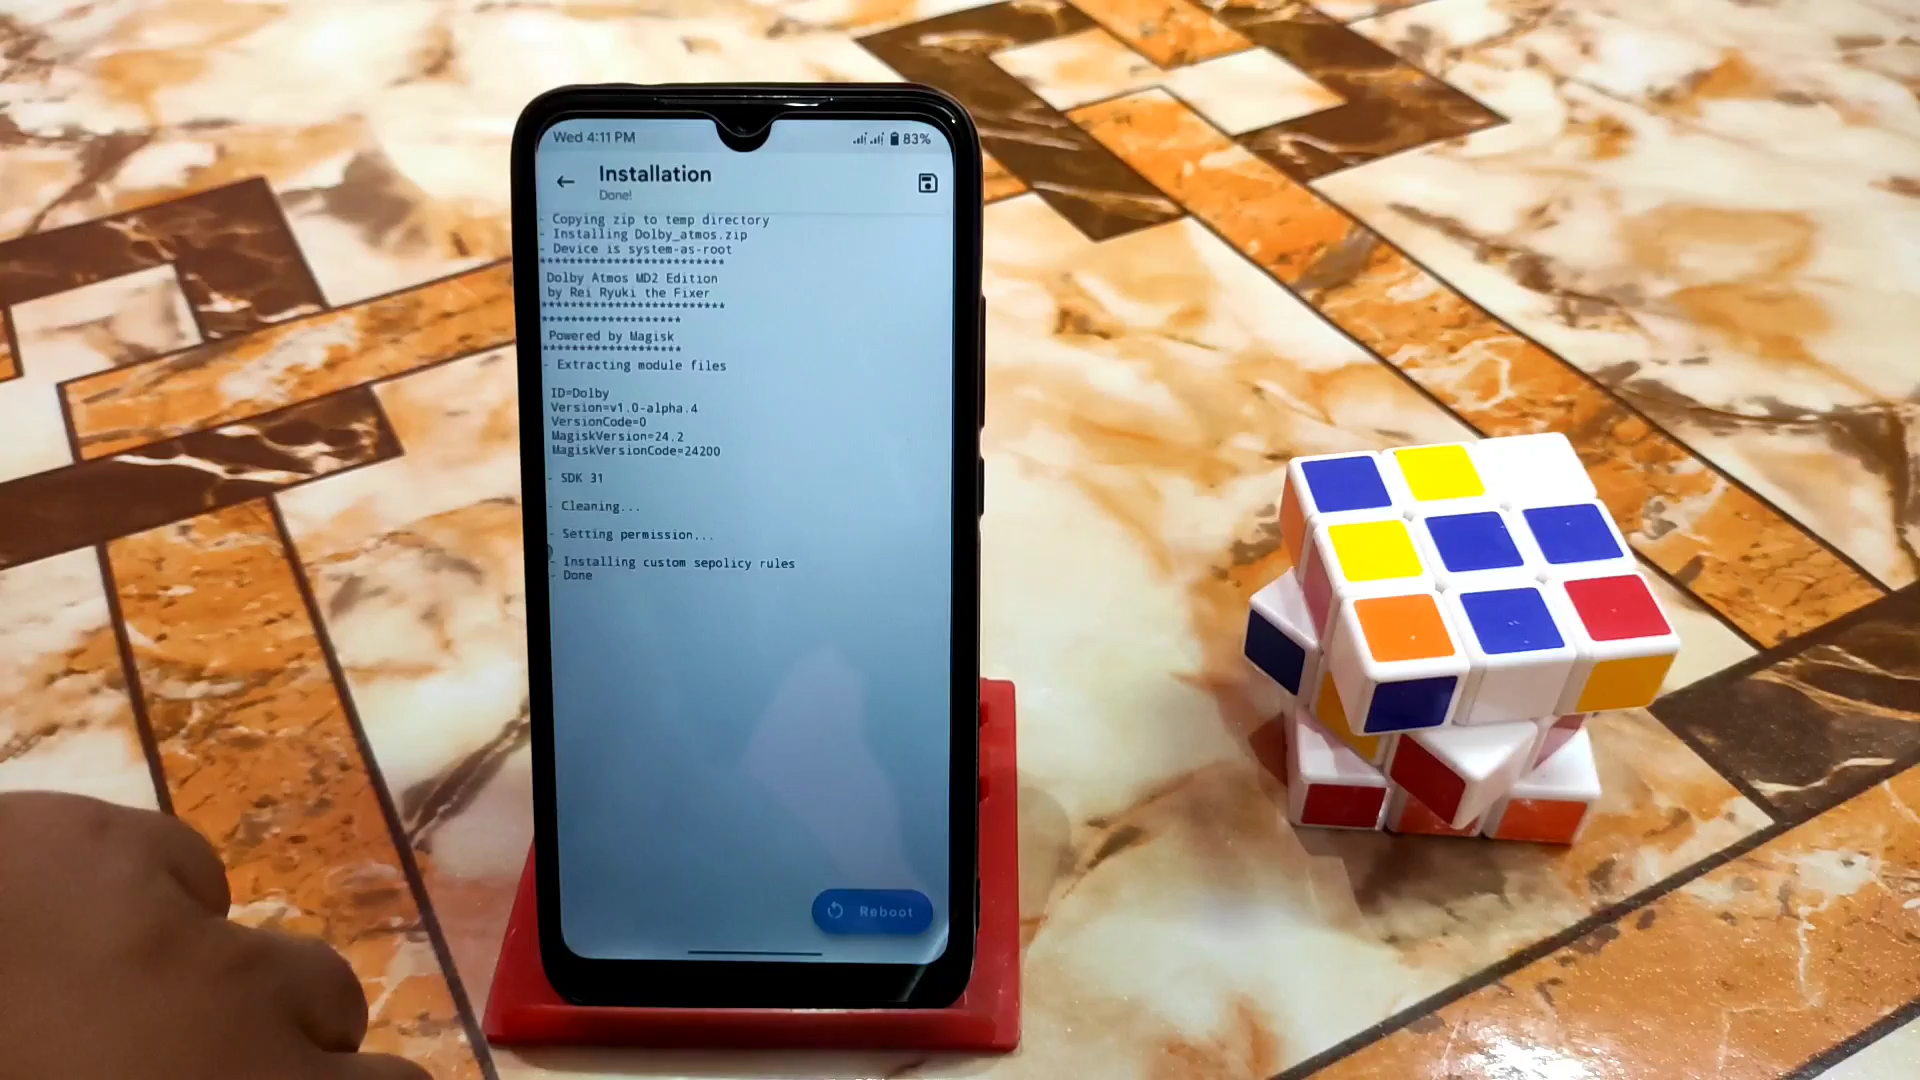 Wed 4:11 PM
83%
Installation
Done!
- Copying zip to temp directory
- Installing Dolby_atmos.zip
- Device is system-as-root
*************************
Dolby Atmos MD2 Edition
by Rei Ryuki the Fixer
*************************
*******************
Powered by Magisk
*******************
- Extracting module files
ID=Dolby
Version=v1.0-alpha.4
VersionCode=0
MagiskVersion=24.2
MagiskVersionCode=24200
- SDK 31
- Cleaning...
- Setting permission...
- Installing custom sepolicy rules
- Done
Reboot